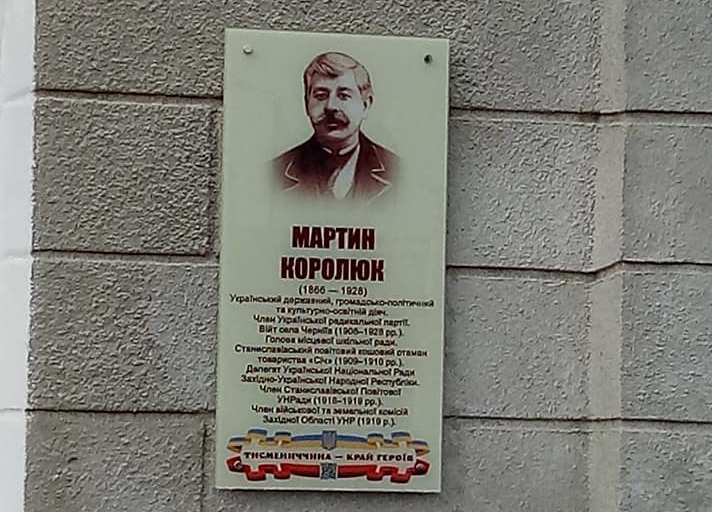 МАРТИН
КОРОЛЮК
(1866 — 1928)
Український державний, громадсько-політичний
та культурно-освітній діяч.
Член Української радикальної партії.
Війт села Черніїв (1906–1928 рр.).
Голова місцевої шкільної ради.
Станиславівський повітовий кошовий отаман
товариства «Січ» (1909–1910 рр.).
Делегат Української Національної Ради
Західно-Української Народної Республіки.
Член Станиславівської Повітової
УНРади (1918–1919 рр.).
Член військової та земельної комісій
Західної Області УНР (1919 р.).
ТИСМЕНИЧЧИНА — КРАЙ ГЕРОЇВ